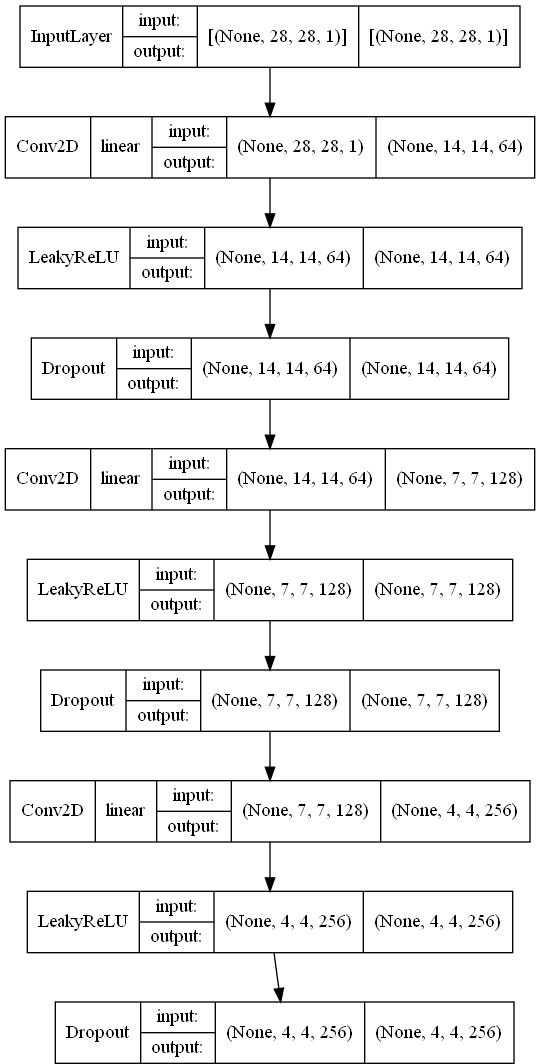 InputLayer input: output: [(None, 28, 28, 1)] [(None, 28, 28, 1)]
Conv2D linear input: output: (None, 28, 28, 1) (None, 14, 14, 64)
LeakyReLU input: output: (None, 14, 14, 64) (None, 14, 14, 64)
Dropout input: output: (None, 14, 14, 64) (None, 14, 14, 64)
Conv2D linear input: output: (None, 14, 14, 64) (None, 7, 7, 128)
LeakyReLU input: output: (None, 7, 7, 128) (None, 7, 7, 128)
Dropout input: output: (None, 7, 7, 128) (None, 7, 7, 128)
Conv2D linear input: output: (None, 7, 7, 128) (None, 4, 4, 256)
LeakyReLU input: output: (None, 4, 4, 256) (None, 4, 4, 256)
Dropout input: output: (None, 4, 4, 256) (None, 4, 4, 256)